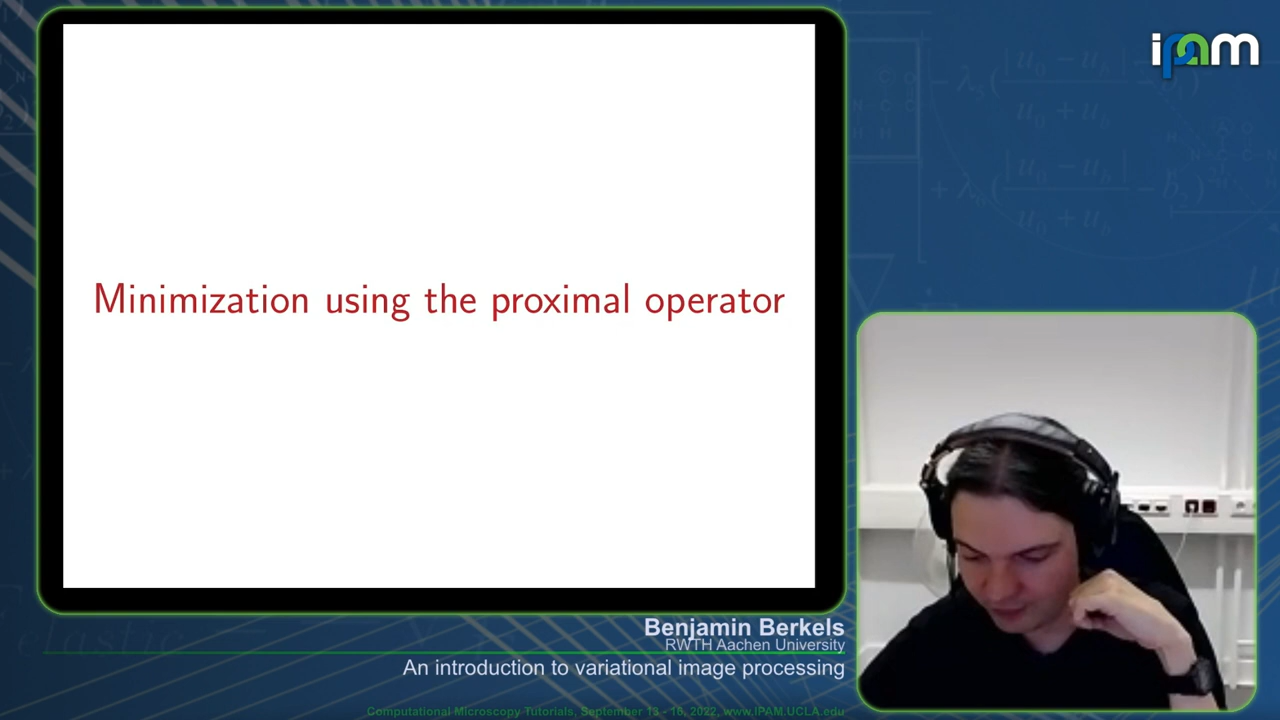 ipam
Minimization using the proximal operator
Benjamin Berkels
RWTH Aachen University
An introduction to variational image processing
Computational Microscopy Tutorials, September 13 - 16, 2022, www.IPAM.UCLA.edu
elastic